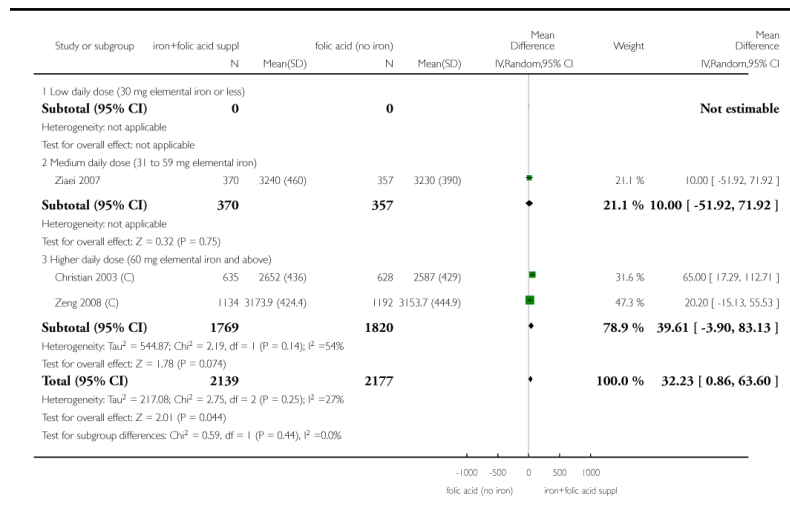 Mean Mean
Study or subgroup iron+folic acid suppl folic acid (no iron) Difference Weight Difference
N Mean(SD) N Mean(SD) IV,Random,95% CI IV,Random,95% CI
1 Low daily dose (30 mg elemental iron or less)
Subtotal (95% CI) 0 0 Not estimable
Heterogeneity: not applicable
Test for overall effect: not applicable
2 Medium daily dose (31 to 59 mg elemental iron)
Ziaei 2007 370 3240 (460) 357 3230 (390) 21.1 % 10.00 [ -51.92, 71.92 ]
Subtotal (95% CI) 370 357 21.1 % 10.00 [ -51.92, 71.92 ]
Heterogeneity: not applicable
Test for overall effect: Z = 0.32 (P = 0.75)
3 Higher daily dose (60 mg elemental iron and above)
Christian 2003 (C) 635 2652 (436) 628 2587 (429) 31.6 % 65.00 [ 17.29, 112.71 ]
Zeng 2008 (C) 1134 3173.9 (424.4) 1192 3153.7 (444.9) 47.3 % 20.20 [ -15.13, 55.53 ]
Subtotal (95% CI) 1769 1820 78.9 % 39.61 [ -3.90, 83.13 ]
Heterogeneity: Tau² = 544.87; Chi² = 2.19, df = 1 (P = 0.14); I² =54%
Test for overall effect: Z = 1.78 (P = 0.074)
Total (95% CI) 2139 2177 100.0 % 32.23 [ 0.86, 63.60 ]
Heterogeneity: Tau² = 217.08; Chi² = 2.75, df = 2 (P = 0.25); I² =27%
Test for overall effect: Z = 2.01 (P = 0.044)
Test for subgroup differences: Chi² = 0.59, df = 1 (P = 0.44), I² =0.0%
-1000 -500 0 500 1000
folic acid (no iron) iron+folic acid suppl